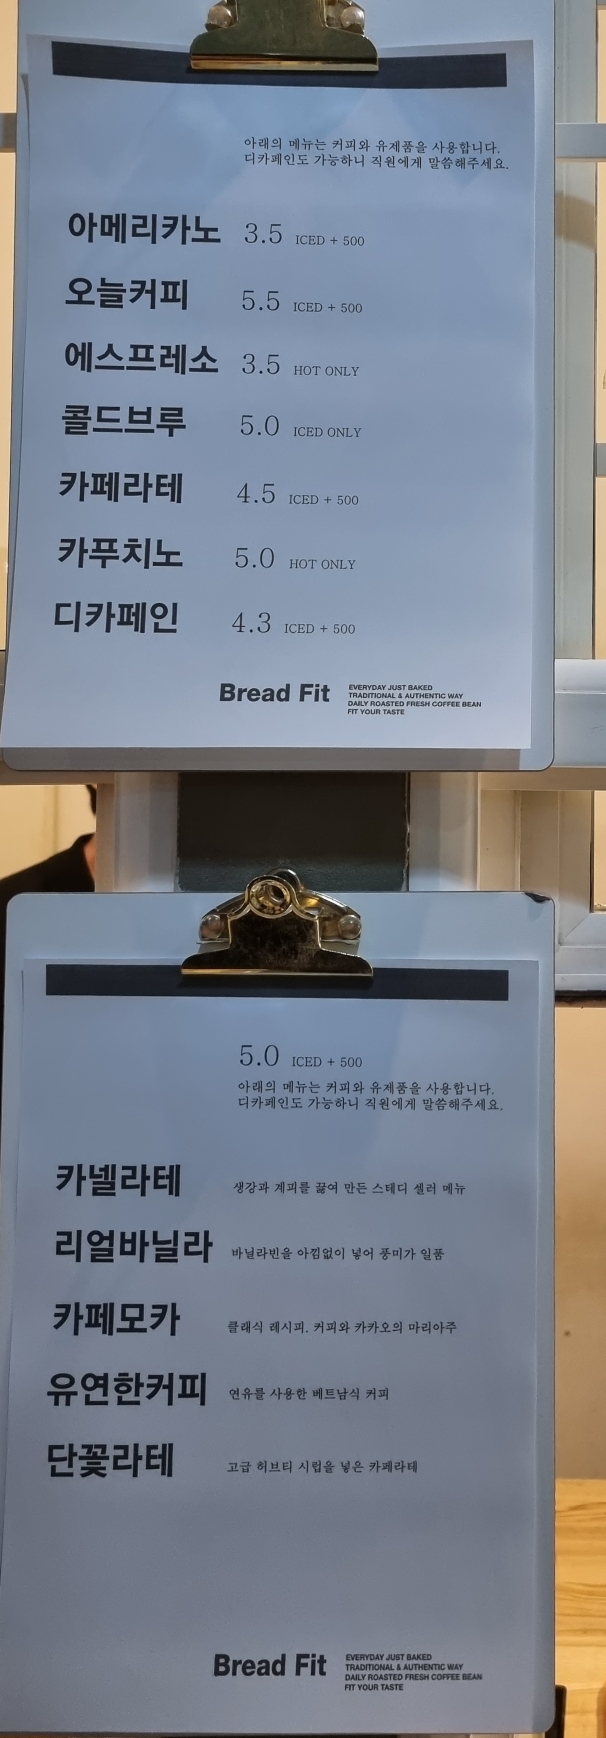 아래의 메뉴는 커피와 유제품을 사용합니다.
디카페인도 가능하니 직원에게 말씀해주세요.
아메리카노 3.5 ICED + 500
오늘커피 5.5 ICED + 500
에스프레소 3.5 HOT ONLY
콜드브루 5.0 ICED ONLY
카페라테 4.5 ICED + 500
카푸치노 5.0 HOT ONLY
디카페인 4.3 ICED + 500
Bread Fit
EVERYDAY JUST BAKED
TRADITIONAL & AUTHENTIC WAY
DAILY ROASTED FRESH COFFEE BEAN
FIT YOUR TASTE
5.0 ICED + 500
아래의 메뉴는 커피와 유제품을 사용합니다.
디카페인도 가능하니 직원에게 말씀해주세요.
카넬라테 생강과 계피를 끓여 만든 스테디 셀러 메뉴
리얼바닐라 바닐라빈을 아낌없이 넣어 풍미가 일품
카페모카 클래식 레시피. 커피와 카카오의 마리아주
유연한커피 연유를 사용한 베트남식 커피
단꽃라테 고급 허브티 시럽을 넣은 카페라테
Bread Fit
EVERYDAY JUST BAKED
TRADITIONAL & AUTHENTIC WAY
DAILY ROASTED FRESH COFFEE BEAN
FIT YOUR TASTE